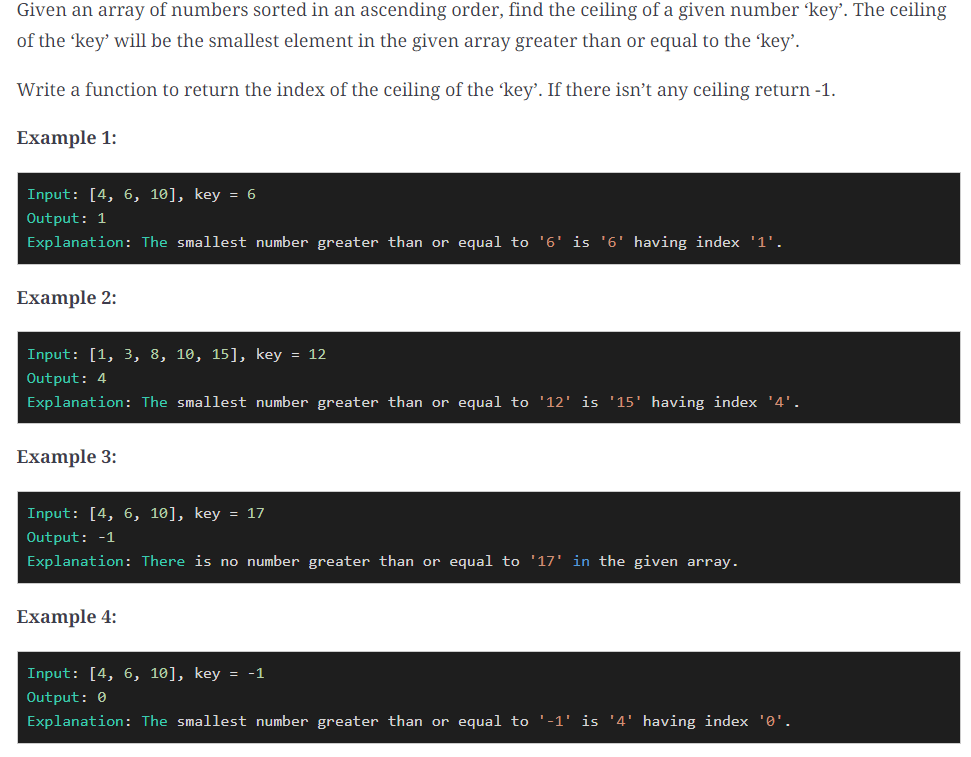 Given an array of numbers sorted in an ascending order, find the ceiling of a given number ‘key’. The ceiling
of the ‘key’ will be the smallest element in the given array greater than or equal to the ‘key’.
Write a function to return the index of the ceiling of the ‘key’. If there isn’t any ceiling return -1.
Example 1:
Input: [4, 6, 10], key = 6
Output: 1
Explanation: The smallest number greater than or equal to '6' is '6' having index '1'.
Example 2:
Input: [1, 3, 8, 10, 15], key = 12
Output: 4
Explanation: The smallest number greater than or equal to '12' is '15' having index '4'.
Example 3:
Input: [4, 6, 10], key = 17
Output: -1
Explanation: There is no number greater than or equal to '17' in the given array.
Example 4:
Input: [4, 6, 10], key = -1
Output: 0
Explanation: The smallest number greater than or equal to '-1' is '4' having index '0'.